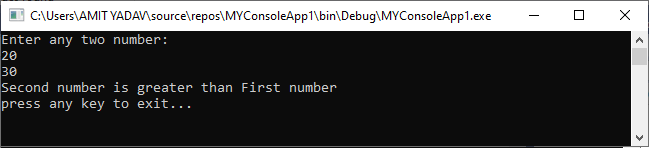 C:\Users\AMIT YADAV\source\repos\MYConsoleApp1\bin\Debug\MYConsoleApp1.exe
Enter any two number:
20
30
Second number is greater than First number
press any key to exit...